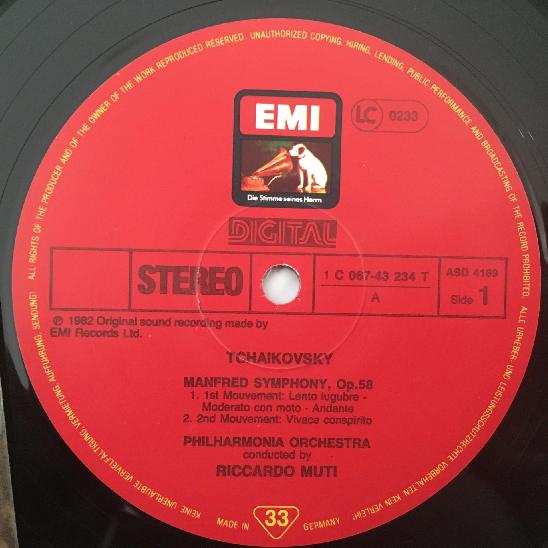 ALL RIGHTS OF THE PRODUCER AND OF THE OWNER OF THE WORK REPRODUCED RESERVED. UNAUTHORIZED COPYING, HIRING, LENDING, PUBLIC PERFORMANCE AND BROADCASTING OF THE RECORD PROHIBITED.
ALLE URHEBER- UND LEISTUNGSSCHUTZRECHTE VORBEHALTEN KEIN VERLEIH! KEINE UNERLAUBTE VERVIELFÄLTIGUNG, VERMIETUNG, AUFFÜHRUNG, SENDUNG!
EMI
LC 0233
Die Stimme seines Herrn
DIGITAL
STEREO
1 C 067-43 234 T
A
ASD 4169
Side 1
℗ 1982 Original sound recording made by
EMI Records Ltd.
TCHAIKOVSKY
MANFRED SYMPHONY, Op.58
1. 1st Mouvement: Lento lugubre -
Moderato con moto - Andante
2. 2nd Mouvement: Vivace conspirito
PHILHARMONIA ORCHESTRA
conducted by
RICCARDO MUTI
MADE IN 33 GERMANY